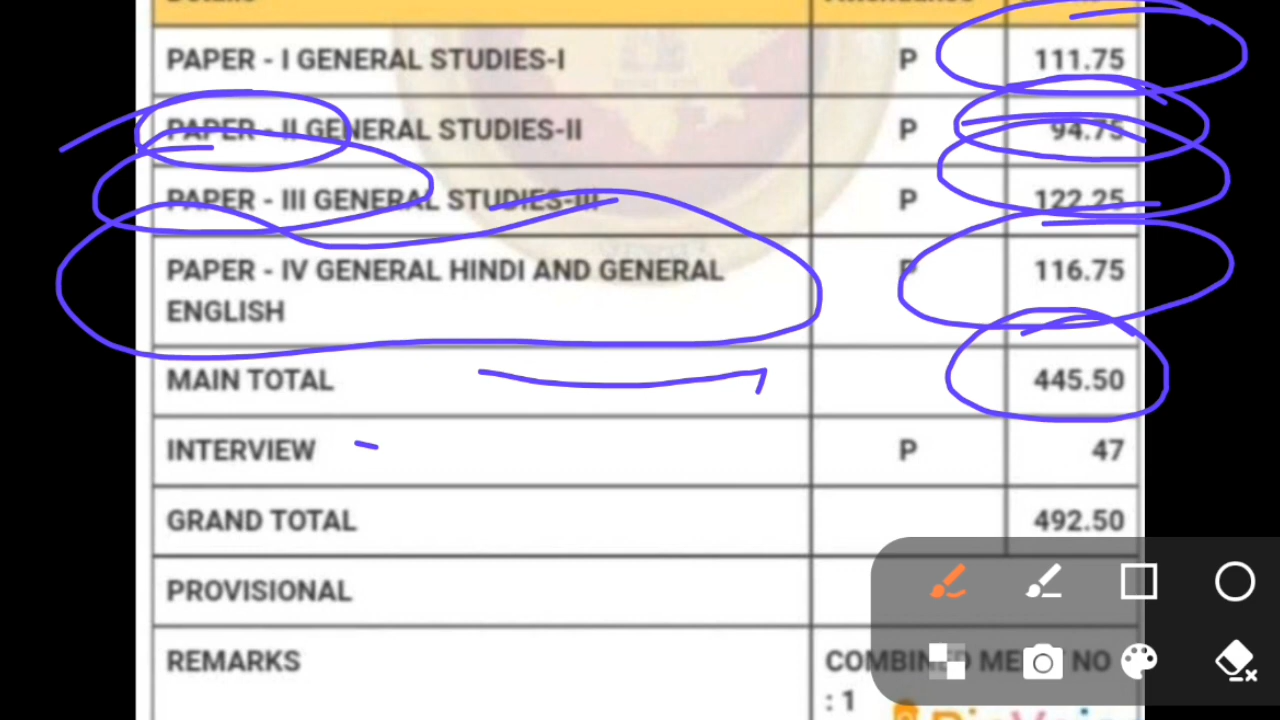 PAPER - I GENERAL STUDIES-I P 111.75
PAPER - II GENERAL STUDIES-II P 94.75
PAPER - III GENERAL STUDIES-III P 122.25
PAPER - IV GENERAL HINDI AND GENERAL P 116.75
ENGLISH
MAIN TOTAL 445.50
INTERVIEW P 47
GRAND TOTAL 492.50
PROVISIONAL
REMARKS COMBINED MERIT NO
: 1